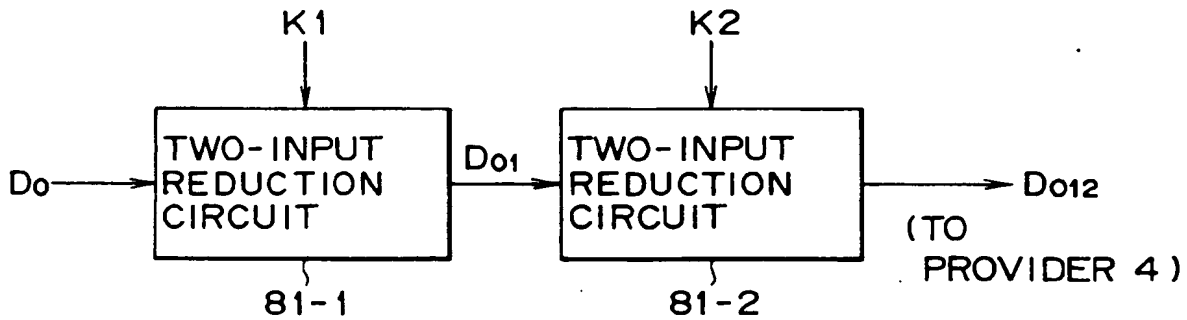 K1
K2
Do
TWO-INPUT
REDUCTION
CIRCUIT
Do1
TWO-INPUT
REDUCTION
CIRCUIT
Do12
(TO
PROVIDER 4)
81-1
81-2